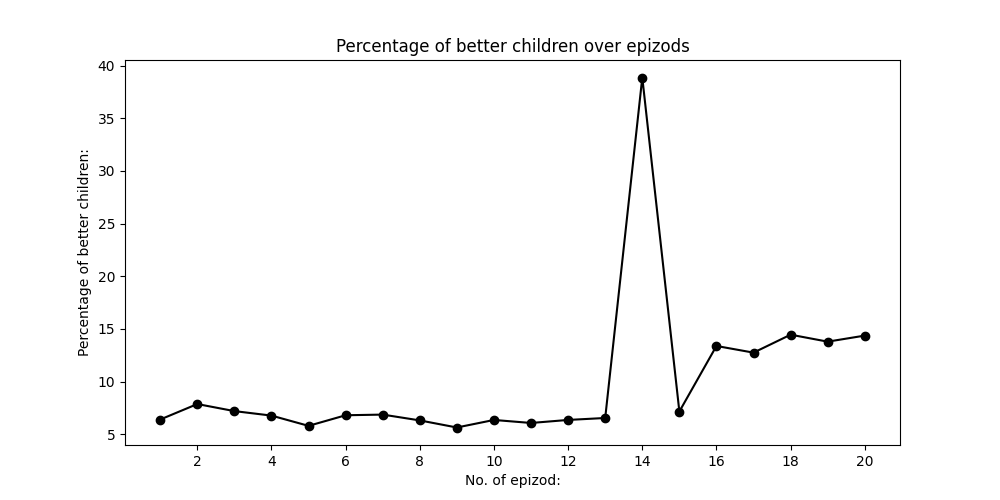 Percentage of better children over epizods
Percentage of better children:
40
35
30
25
20
15
10
5
2 4 6 8 10 12 14 16 18 20
No. of epizod: